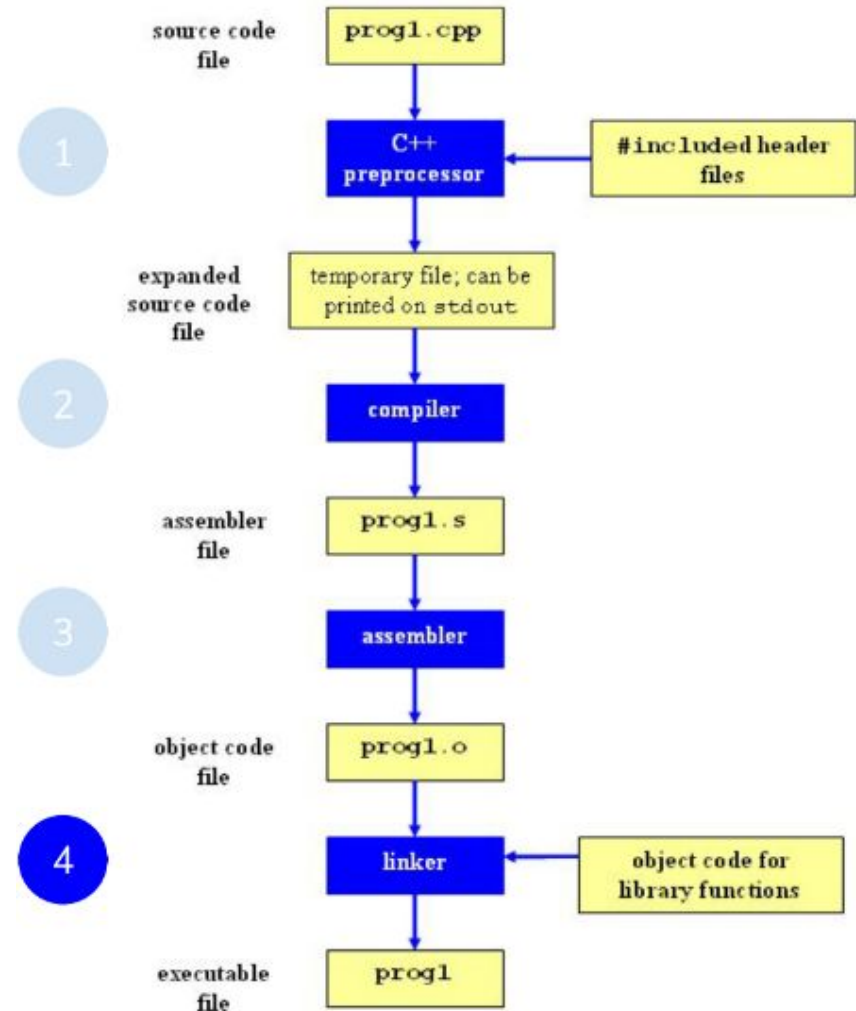 source code
file
prog1.cpp
1
C++
preprocessor
#included header
files
expanded
source code
file
temporary file; can be
printed on stdout
2
compiler
assembler
file
prog1.s
3
assembler
object code
file
prog1.o
4
linker
object code for
library functions
executable
file
prog1